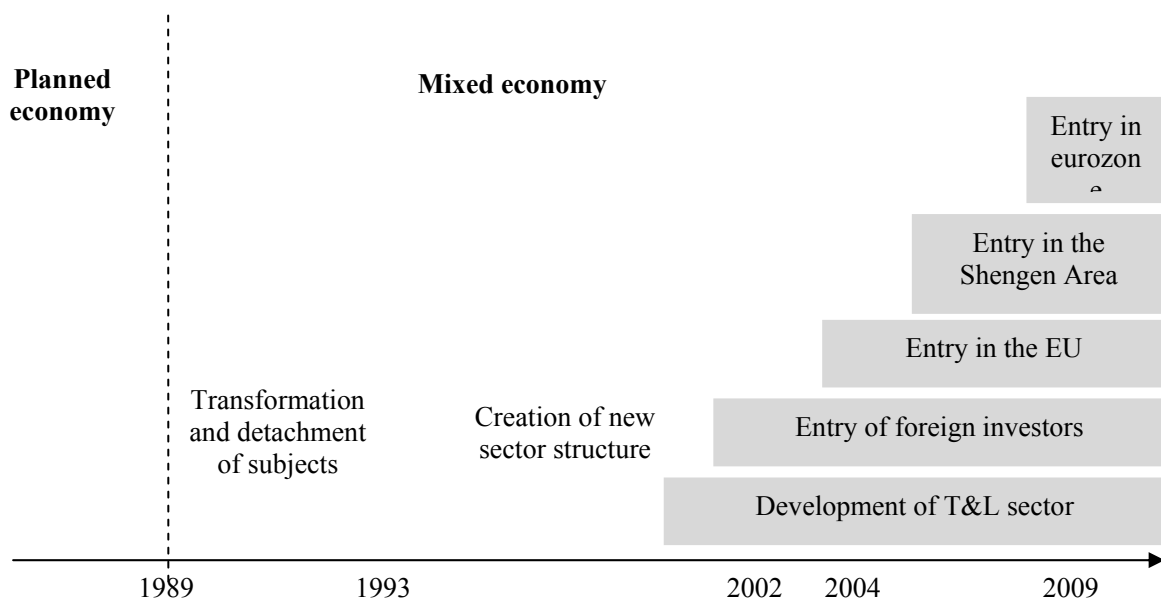 Planned
economy
Mixed economy
Entry in
eurozon
e
Entry in the
Shengen Area
Entry in the EU
Transformation
and detachment
of subjects
Creation of new
sector structure
Entry of foreign investors
Development of T&L sector
1989
1993
2002
2004
2009